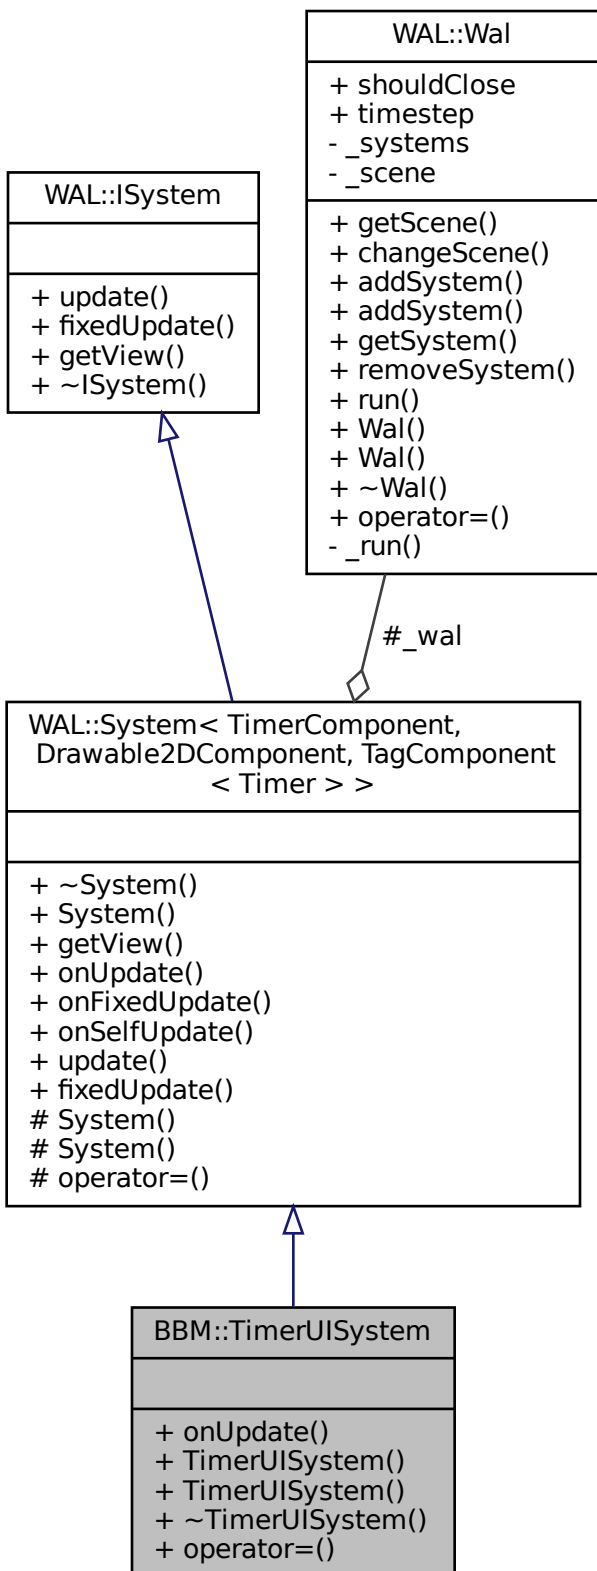 WAL::Wal
+ shouldClose
+ timestep
- _systems
- _scene
+ getScene()
+ changeScene()
+ addSystem()
+ addSystem()
+ getSystem()
+ removeSystem()
+ run()
+ Wal()
+ Wal()
+ ~Wal()
+ operator=()
- _run()
WAL::ISystem
+ update()
+ fixedUpdate()
+ getView()
+ ~ISystem()
#_wal
WAL::System< TimerComponent,
Drawable2DComponent, TagComponent
< Timer > >
+ ~System()
+ System()
+ getView()
+ onUpdate()
+ onFixedUpdate()
+ onSelfUpdate()
+ update()
+ fixedUpdate()
# System()
# System()
# operator=()
BBM::TimerUISystem
+ onUpdate()
+ TimerUISystem()
+ TimerUISystem()
+ ~TimerUISystem()
+ operator=()